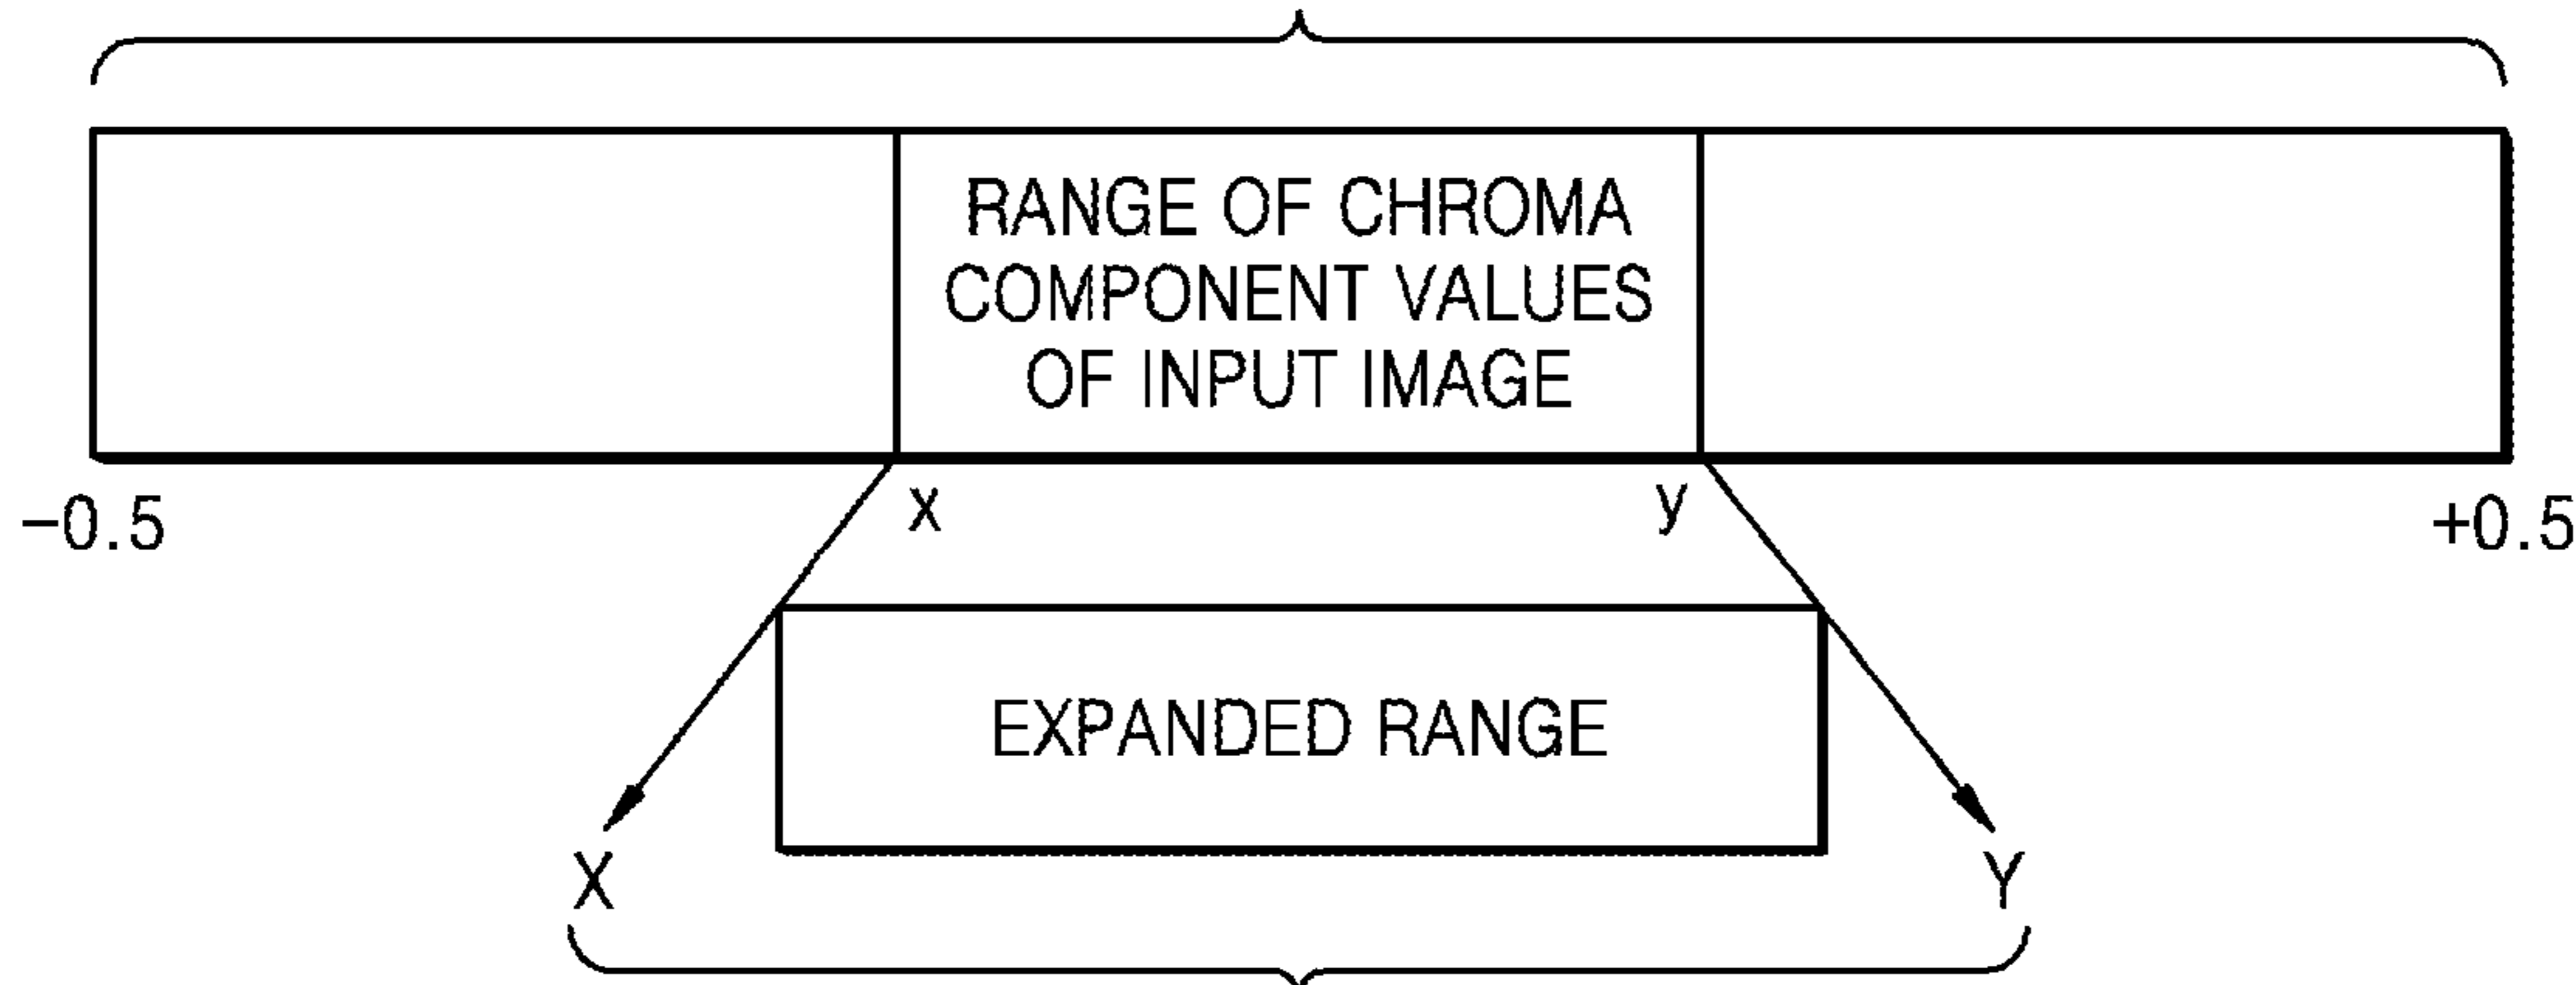 RANGE OF CHROMA
COMPONENT VALUES
OF INPUT IMAGE
−0.5
x
y
+0.5
EXPANDED RANGE
X
Y